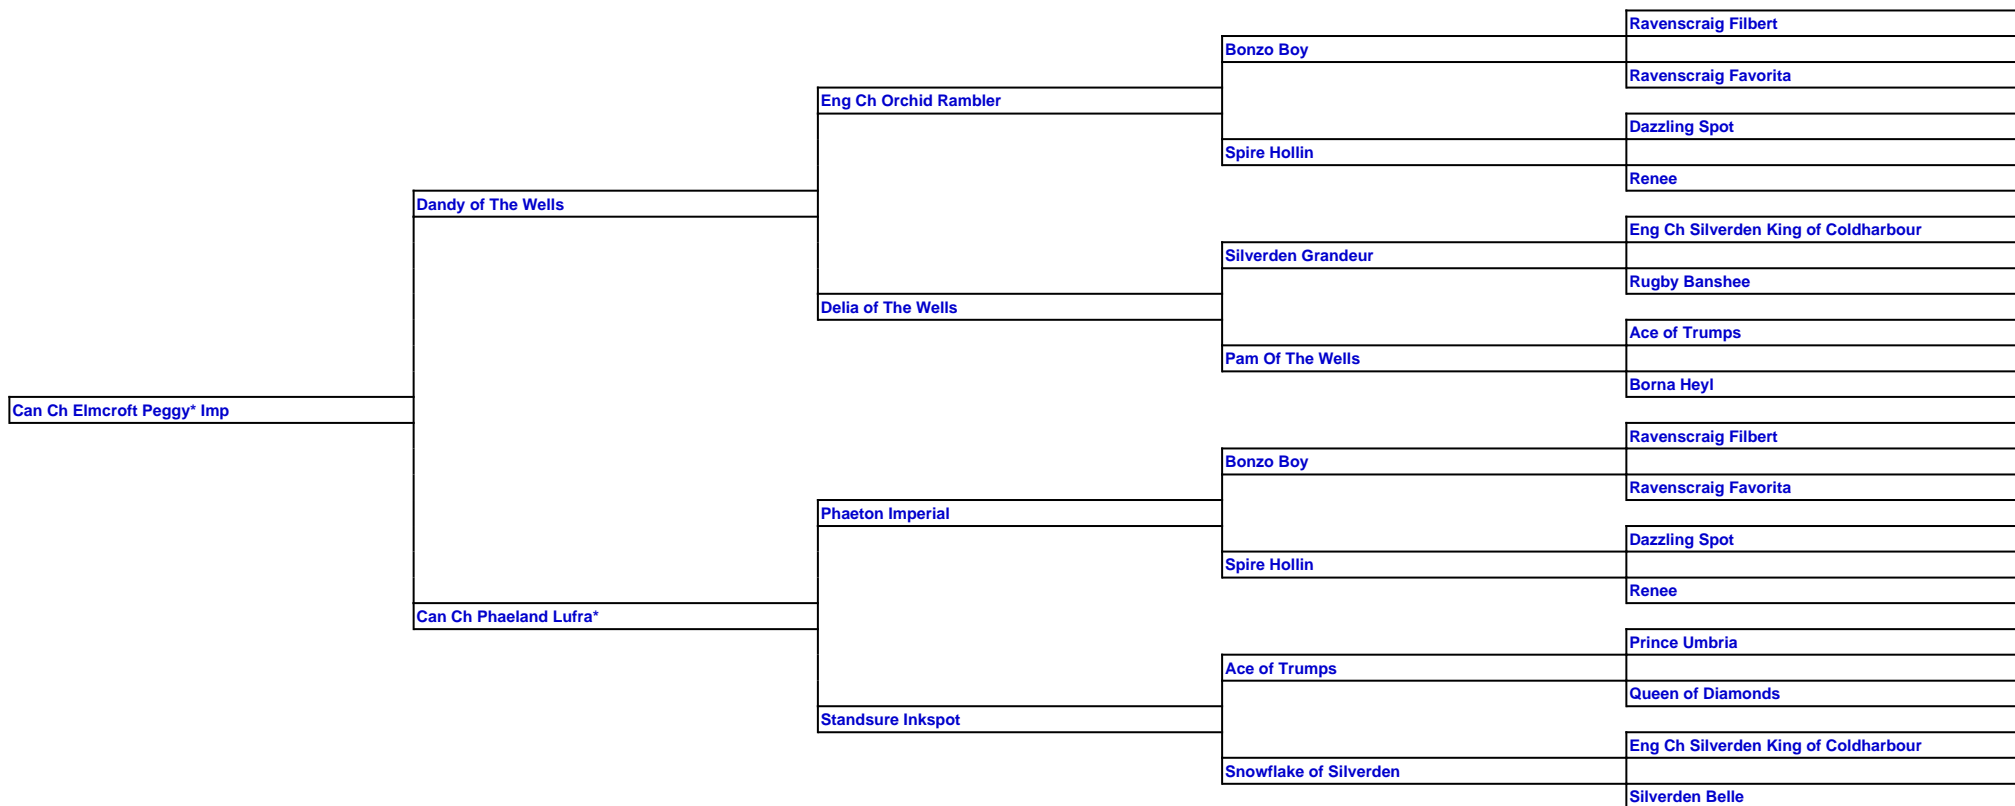 Ravenscraig Filbert
Bonzo Boy
Ravenscraig Favorita
Eng Ch Orchid Rambler
Dazzling Spot
Spire Hollin
Renee
Dandy of The Wells
Eng Ch Silverden King of Coldharbour
Silverden Grandeur
Rugby Banshee
Delia of The Wells
Ace of Trumps
Pam Of The Wells
Borna Heyl
Can Ch Elmcroft Peggy* Imp
Ravenscraig Filbert
Bonzo Boy
Ravenscraig Favorita
Phaeton Imperial
Dazzling Spot
Spire Hollin
Renee
Can Ch Phaeland Lufra*
Prince Umbria
Ace of Trumps
Queen of Diamonds
Standsure Inkspot
Eng Ch Silverden King of Coldharbour
Snowflake of Silverden
Silverden Belle